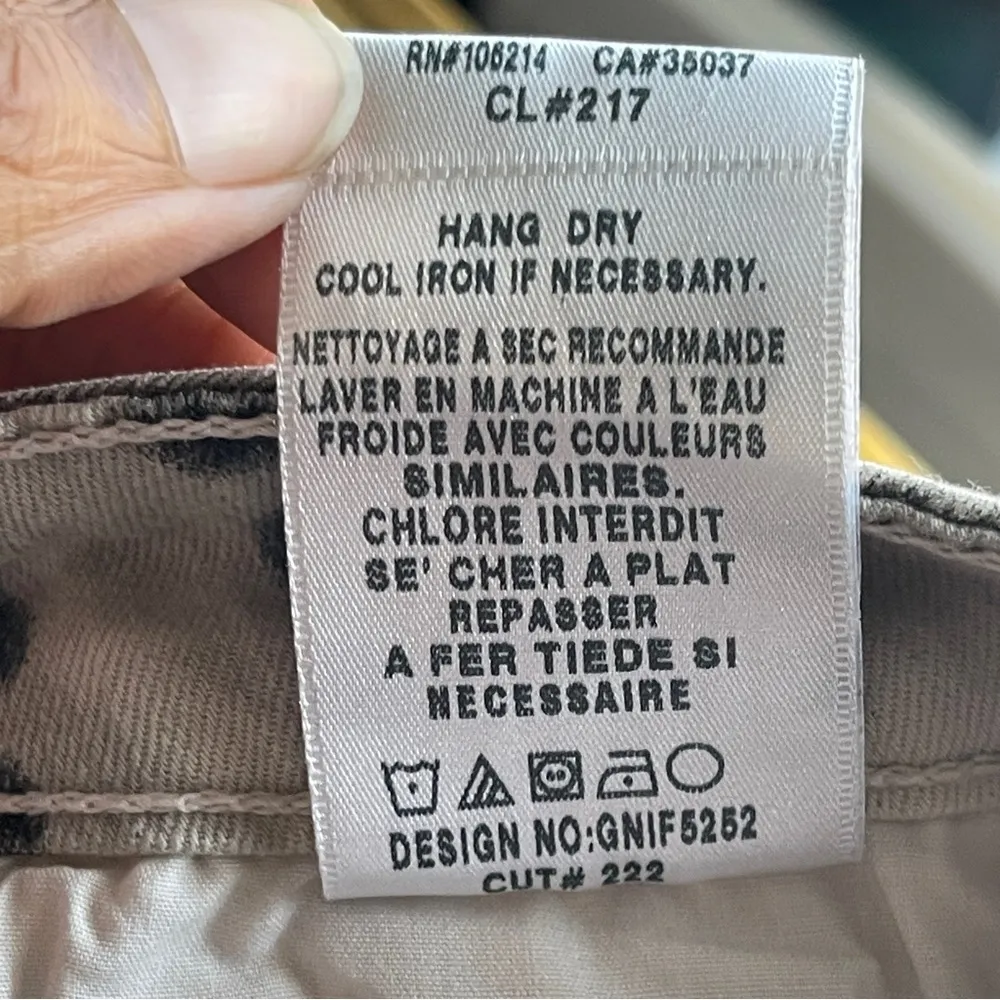 RN#106214 CA#35037
CL#217
HANG DRY
COOL IRON IF NECESSARY.
NETTOYAGE A SEC RECOMMANDE
LAVER EN MACHINE A L'EAU
FROIDE AVEC COULEURS
SIMILAIRES.
CHLORE INTERDIT
SE' CHER A PLAT
REPASSER
A FER TIEDE SI
NECESSAIRE
DESIGN NO:GNIF5252
CUT# 222